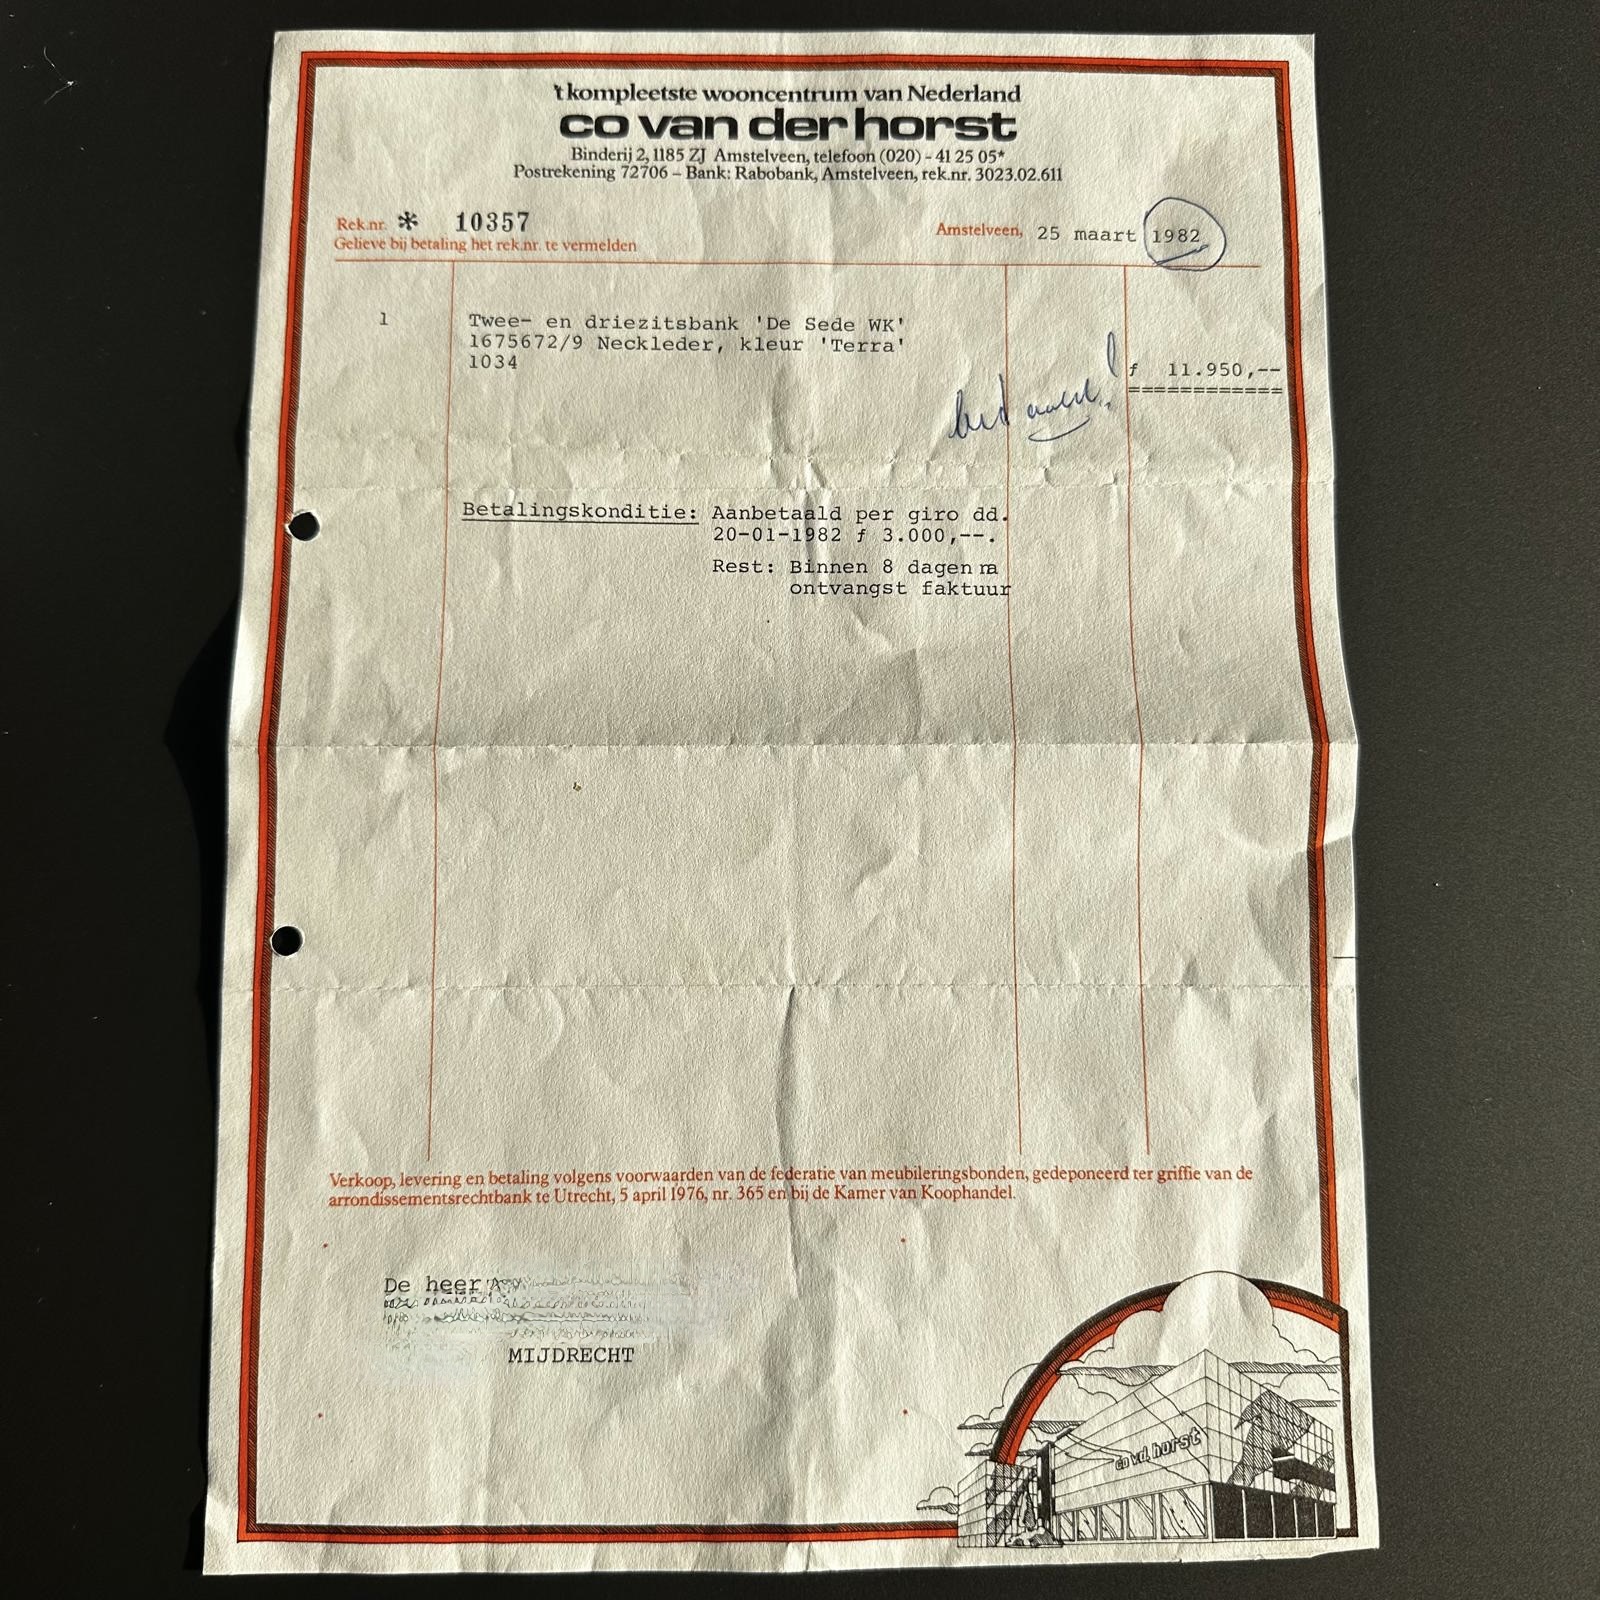 't kompleetste wooncentrum van Nederland
co van der horst
Binderij 2, 1185 ZJ Amstelveen, telefoon (020) - 41 25 05*
Postrekening 72706 – Bank: Rabobank, Amstelveen, rek.nr. 3023.02.611
Rek.nr. * 10357
Gelieve bij betaling het rek.nr. te vermelden
Amstelveen, 25 maart 1982
1 Twee- en driezitsbank 'De Sede WK'
1675672/9 Neckleder, kleur 'Terra'
1034
ƒ 11.950,--
============
Betalingskonditie: Aanbetaald per giro dd.
20-01-1982 ƒ 3.000,--.
Rest: Binnen 8 dagen na
ontvangst faktuur
Verkoop, levering en betaling volgens voorwaarden van de federatie van meubileringsbonden, gedeponeerd ter griffie van de
arrondissementsrechtbank te Utrecht, 5 april 1976, nr. 365 en bij de Kamer van Koophandel.
De heer
MIJDRECHT
co v.d. horst